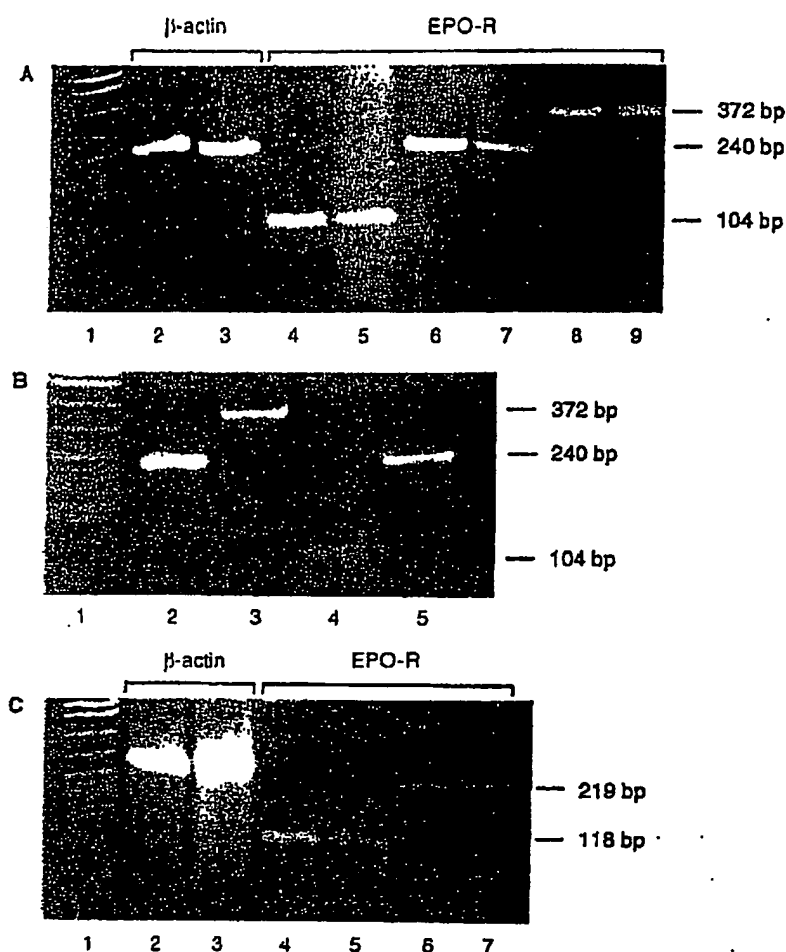 β-actin EPO-R
A
372 bp
240 bp
104 bp
1 2 3 4 5 6 7 8 9
B
372 bp
240 bp
104 bp
1 2 3 4 5
β-actin EPO-R
C
219 bp
118 bp
1 2 3 4 5 6 7